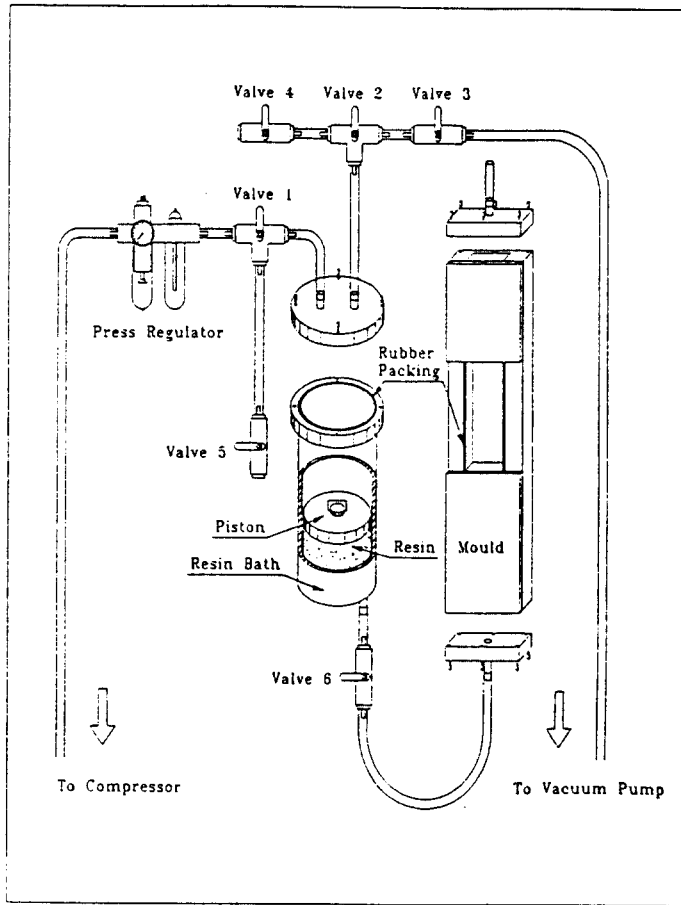 Valve 4
Valve 2
Valve 3
Valve 1
Press Regulator
Rubber
Packing
Valve 5
Piston
Resin
Mould
Resin Bath
Valve 6
To Compressor
To Vacuum Pump